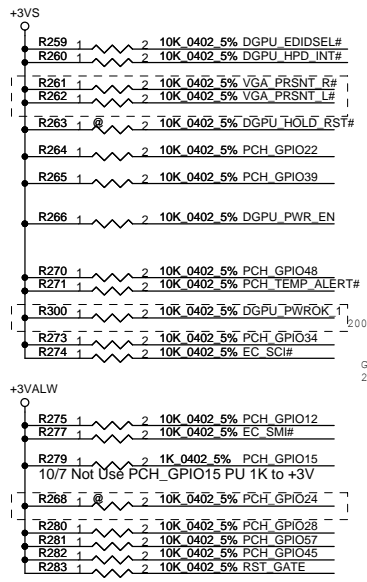 +3VS
R259 1 2 10K_0402_5% DGPU_EDIDSEL#
R260 1 2 10K_0402_5% DGPU_HPD_INT#
R261 1 2 10K_0402_5% VGA_PRSNT_R#
R262 1 2 10K_0402_5% VGA_PRSNT_L#
R263 1 @ 2 10K_0402_5% DGPU_HOLD_RST#
R264 1 2 10K_0402_5% PCH_GPIO22
R265 1 2 10K_0402_5% PCH_GPIO39
R266 1 2 10K_0402_5% DGPU_PWR_EN
R270 1 2 10K_0402_5% PCH_GPIO48
R271 1 2 10K_0402_5% PCH_TEMP_ALERT#
R300 1 2 10K_0402_5% DGPU_PWROK_1
200
R273 1 2 10K_0402_5% PCH_GPIO34
R274 1 2 10K_0402_5% EC_SCI#
G
2
+3VALW
R275 1 2 10K_0402_5% PCH_GPIO12
R277 1 2 10K_0402_5% EC_SMI#
R279 1 2 1K_0402_5% PCH_GPIO15
10/7 Not Use PCH_GPIO15 PU 1K to +3V
R268 1 @ 2 10K_0402_5% PCH_GPIO24
R280 1 2 10K_0402_5% PCH_GPIO28
R281 1 2 10K_0402_5% PCH_GPIO57
R282 1 2 10K_0402_5% PCH_GPIO45
R283 1 2 10K_0402_5% RST_GATE